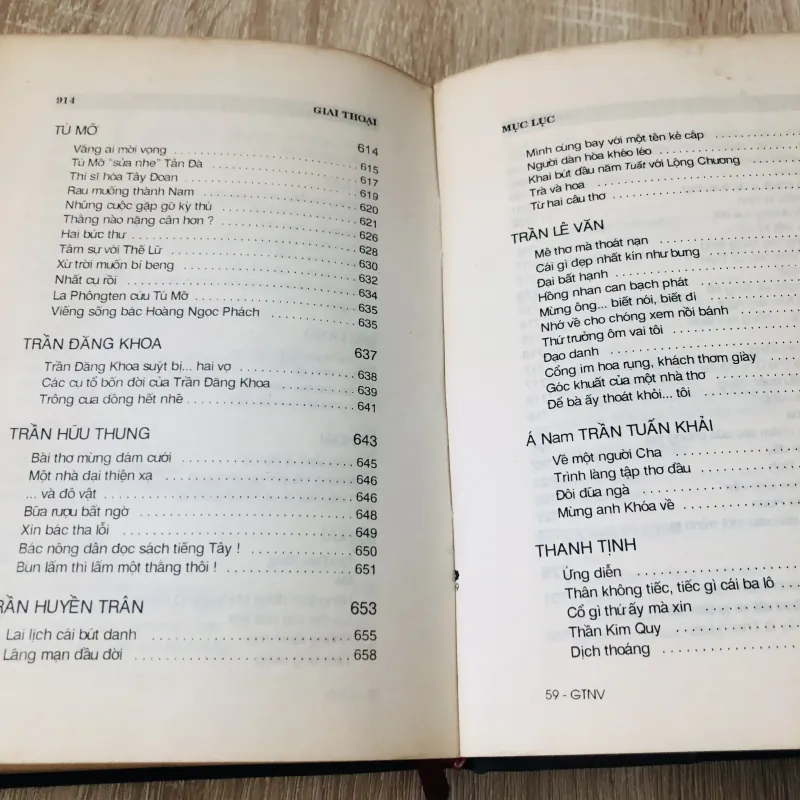 914
GIAI THOẠI
TÚ MỠ
Vâng ai mời vọng 614
Tú Mỡ "sửa nhẹ" Tản Đà 615
Thi sĩ hóa Tây Đoan 617
Rau muống thành Nam 619
Những cuộc gặp gỡ kỳ thú 620
Thằng nào nặng cân hơn ? 621
Hai bức thư 626
Tâm sự với Thế Lữ 628
Xử trời muốn bỉ beng 630
Nhất cụ rồi 632
La Phôngten cứu Tú Mỡ 634
Viếng sống bác Hoàng Ngọc Phách 635
635
TRẦN ĐĂNG KHOA 637
Trần Đăng Khoa suýt bị... hai vợ 638
Các cụ tổ bốn đời của Trần Đăng Khoa 639
Trông cua đồng hết nhẽ 641
TRẦN HỮU THUNG 643
Bài thơ mừng đám cưới 645
Một nhà đại thiện xạ 646
... và đô vật 646
Bữa rượu bất ngờ 648
Xin bác tha lỗi 649
Bác nông dân đọc sách tiếng Tây ! 650
Bun lắm thì lắm một thằng thôi ! 651
RẦN HUYỀN TRÂN 653
Lai lịch cái bút danh 655
Lãng mạn đầu đời 658
MỤC LỤC
Mình cùng bay với một tên kẻ cắp
Người dàn hòa khéo léo
Khai bút đầu năm Tuất với Lộng Chương
Trà và hoa
Từ hai câu thơ
TRẦN LÊ VĂN
Mê thơ mà thoát nạn
Cái gì đẹp nhất kín như bưng
Đại bất hạnh
Hồng nhan can bạch phát
Mừng ông... biết nói, biết đi
Nhớ về cho chóng xem nồi bánh
Thứ trưởng ôm vai tôi
Đạo danh
Cổng im hoa rụng, khách thơm giày
Góc khuất của một nhà thơ
Để bà ấy thoát khỏi... tôi
Á Nam TRẦN TUẤN KHẢI
Về một người Cha
Trình làng tập thơ đầu
Đôi đũa ngà
Mừng anh Khóa về
THANH TỊNH
Ứng diễn
Thân không tiếc, tiếc gì cái ba lô
Cổ gì thứ ấy mà xin
Thần Kim Quy
Dịch thoáng
59 - GTNV